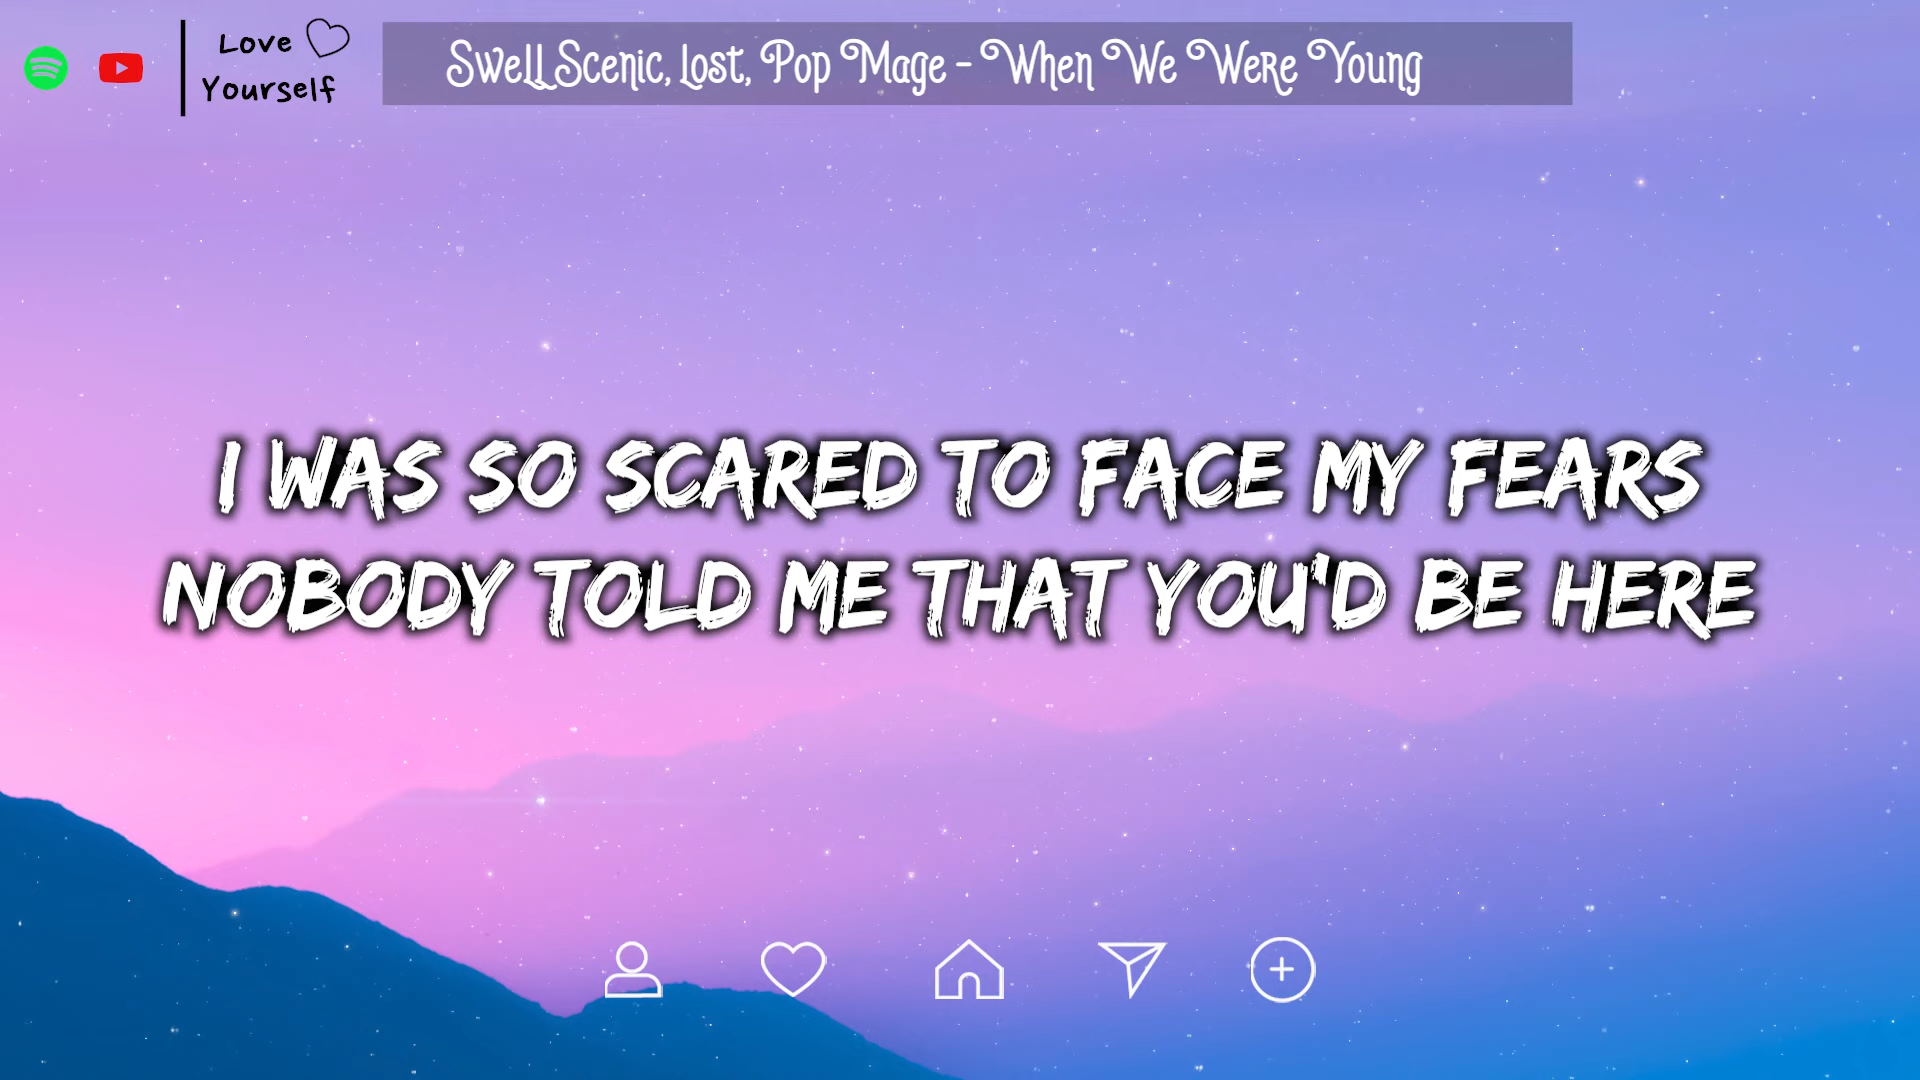 Love
Yourself
Swell Scenic, Lost, Pop Mage - When We Were Young
I WAS SO SCARED TO FACE MY FEARS
NOBODY TOLD ME THAT YOU'D BE HERE